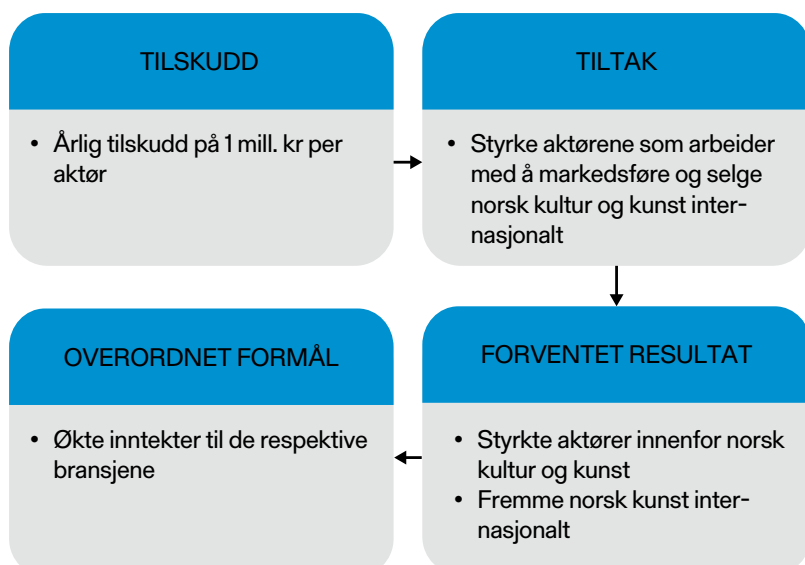 TILSKUDD
• Årlig tilskudd på 1 mill. kr per
aktør
TILTAK
• Styrke aktørene som arbeider
med å markedsføre og selge
norsk kultur og kunst inter-
nasjonalt
FORVENTET RESULTAT
• Styrkte aktører innenfor norsk
kultur og kunst
• Fremme norsk kunst inter-
nasjonalt
OVERORDNET FORMÅL
• Økte inntekter til de respektive
bransjene